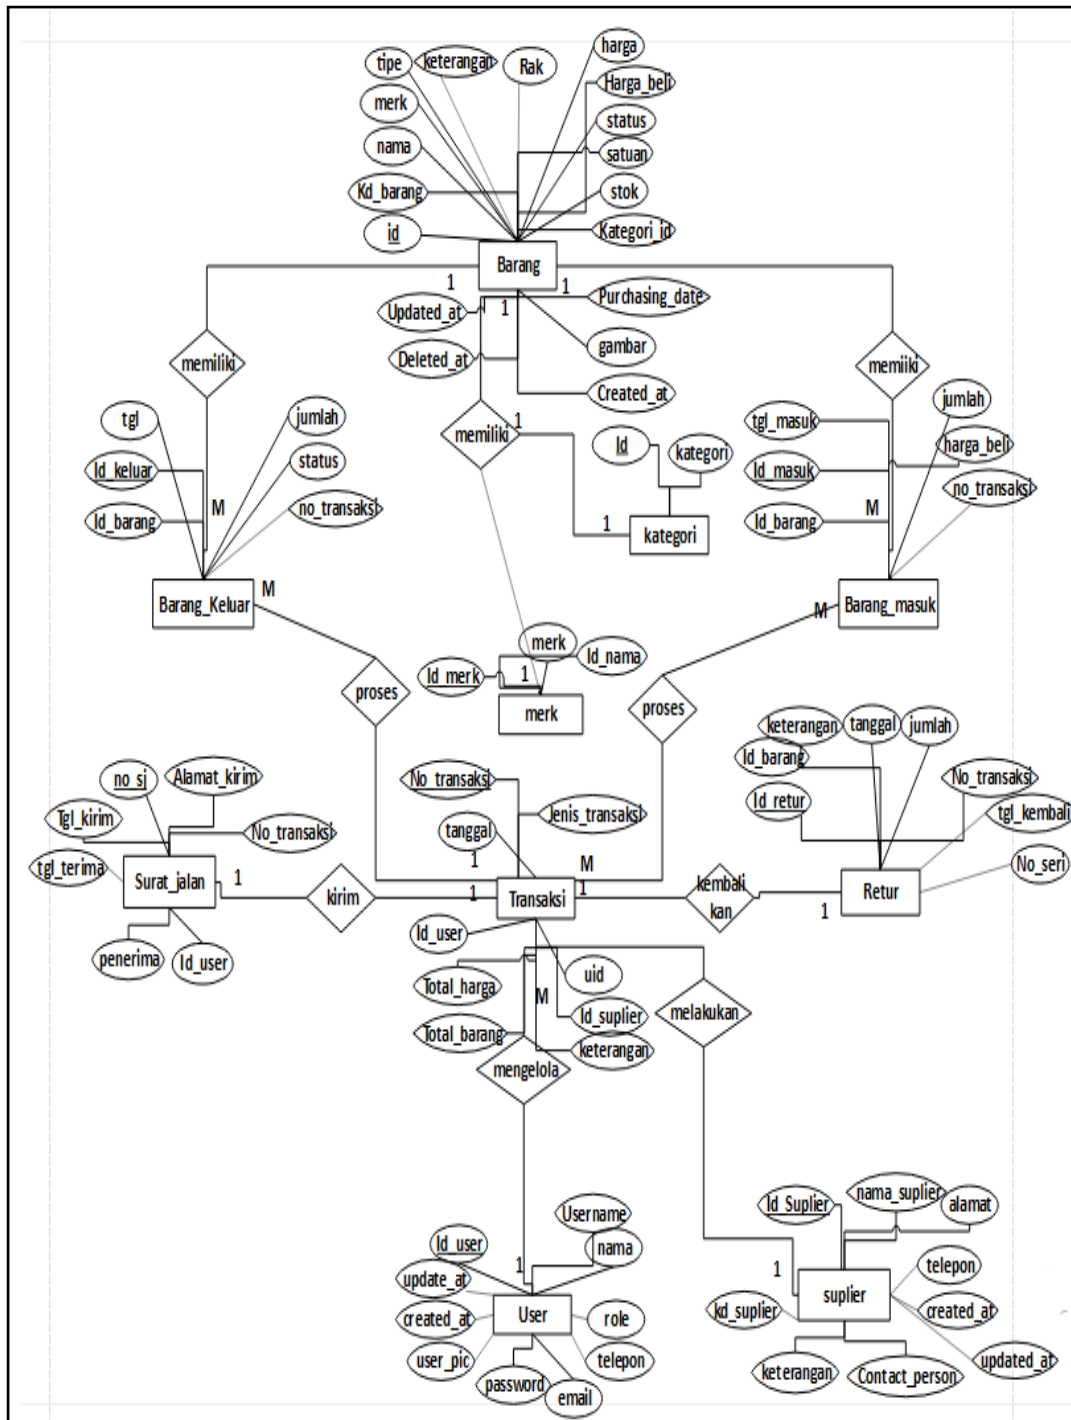 harga
keterangan
tipe
Rak
Harga_beli
merk
status
nama
satuan
Kd_barang
stok
id
Kategori_id
Barang
1
1
1
Updated_at
Purchasing_date
Deleted_at
gambar
Created_at
memiliki
memiiki
memiliki
1
tgl
jumlah
Id_keluar
status
Id_barang
no_transaksi
M
Id
kategori
1
kategori
tgl_masuk
jumlah
harga_beli
Id_masuk
no_transaksi
Id_barang
M
Barang_Keluar
M
Barang_masuk
M
merk
Id_nama
Id_merk
1
merk
proses
proses
keterangan
tanggal
jumlah
Id_barang
No_transaksi
Id_retur
tgl_kembali
No_seri
no_sj
Alamat_kirim
Tgl_kirim
No_transaksi
tgl_terima
Surat_jalan
1
penerima
Id_user
kirim
No_transaksi
Jenis_transaksi
tanggal
1
M
1
Transaksi
1
kembali
kan
1
Retur
Id_user
uid
Total_harga
M
Id_suplier
Total_barang
keterangan
mengelola
melakukan
Username
Id_user
nama
1
update_at
created_at
User
role
user_pic
telepon
password
email
Id_Suplier
nama_suplier
alamat
1
telepon
suplier
kd_suplier
created_at
keterangan
Contact_person
updated_at